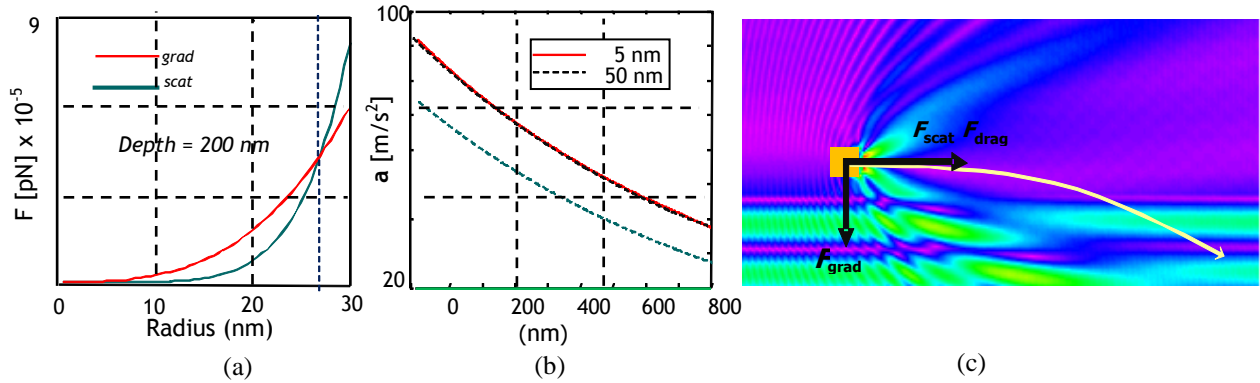 9
grad
scat
Depth = 200 nm
F [pN] x 10^-5
0 10 20 30
Radius (nm)
(a)
100
5 nm
50 nm
a [m/s²]
20
0 200 400 600 800
(nm)
(b)
F_scat F_drag
F_grad
(c)